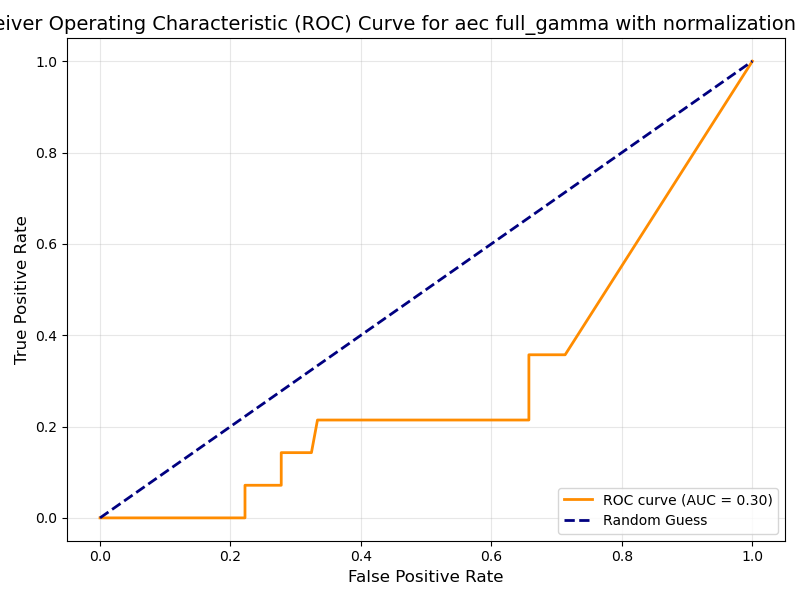 eiver Operating Characteristic (ROC) Curve for aec full_gamma with normalization
True Positive Rate
1.0
0.8
0.6
0.4
0.2
0.0
ROC curve (AUC = 0.30)
Random Guess
0.0 0.2 0.4 0.6 0.8 1.0
False Positive Rate